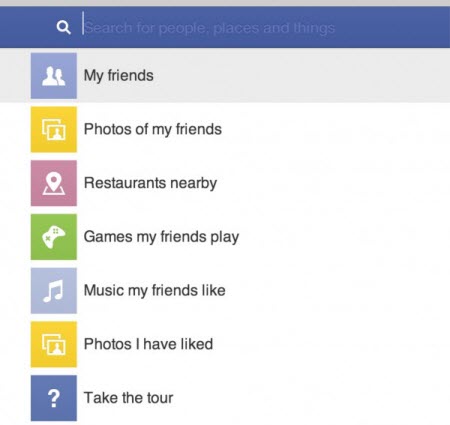 Search for people, places and things
My friends
Photos of my friends
Restaurants nearby
Games my friends play
Music my friends like
Photos I have liked
?
Take the tour